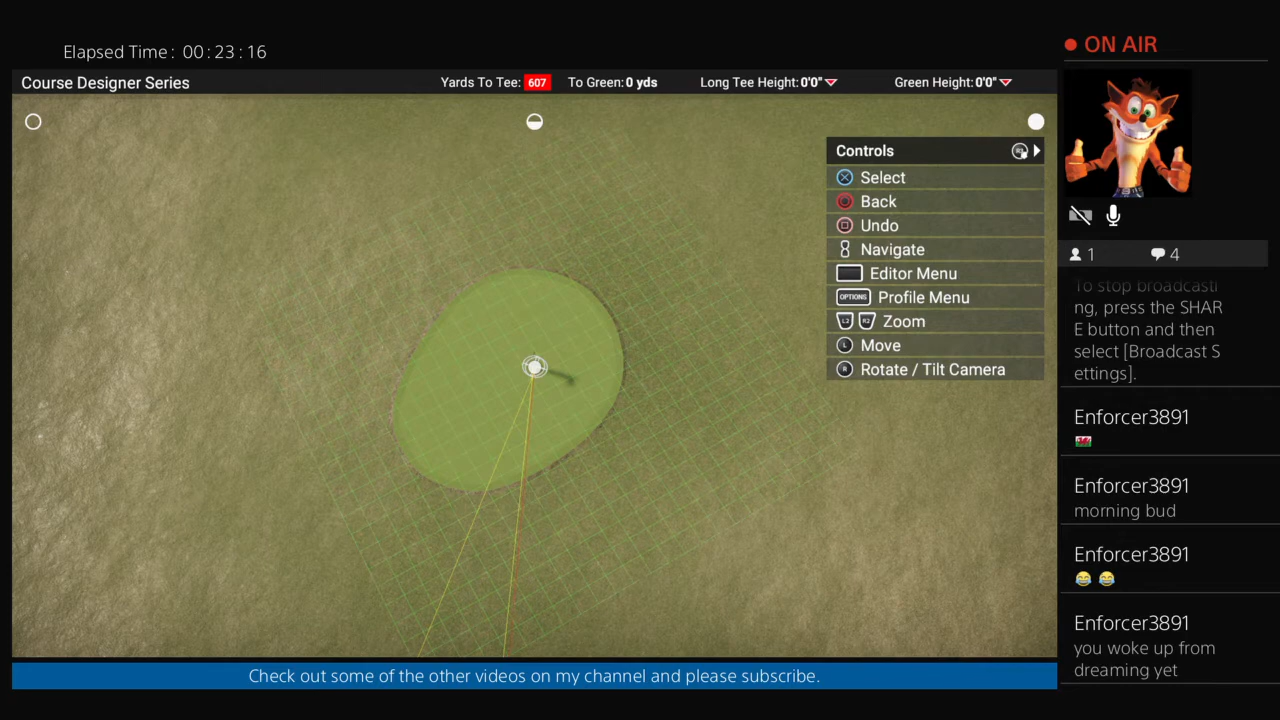 Elapsed Time: 00:23:16
ON AIR
Course Designer Series
Yards To Tee: 607
To Green: 0 yds
Long Tee Height: 0'0"
Green Height: 0'0"
Controls
R3
Select
Back
Undo
Navigate
Editor Menu
OPTIONS Profile Menu
L2 R2 Zoom
L Move
R Rotate / Tilt Camera
1
4
To stop broadcasti
ng, press the SHAR
E button and then
select [Broadcast S
ettings].
Enforcer3891
Enforcer3891
morning bud
Enforcer3891
Enforcer3891
you woke up from
dreaming yet
Check out some of the other videos on my channel and please subscribe.